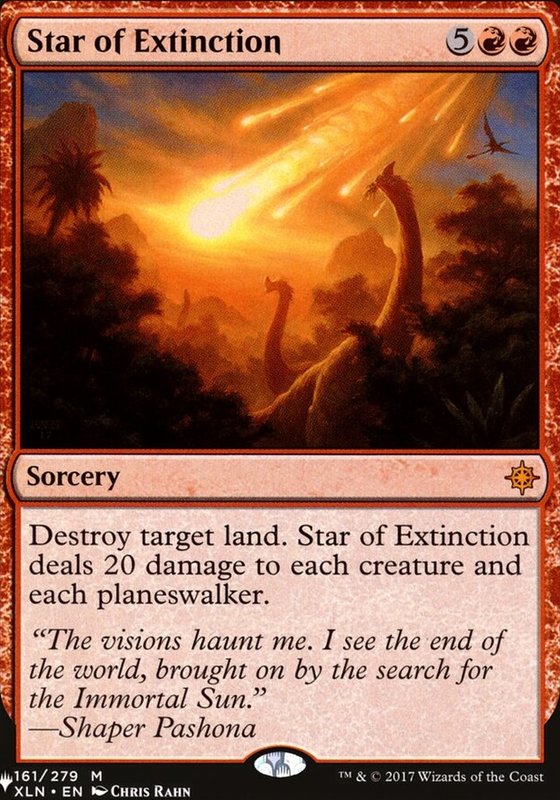 Star of Extinction 5
Sorcery
Destroy target land. Star of Extinction
deals 20 damage to each creature and
each planeswalker.
“The visions haunt me. I see the end of
the world, brought on by the search for
the Immortal Sun.”
—Shaper Pashona
161/279 M
XLN • EN Chris Rahn
™ & © 2017 Wizards of the Coast